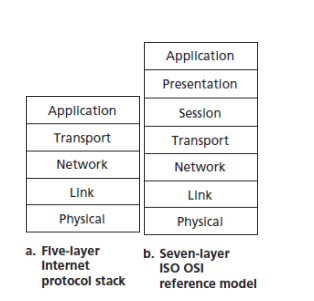 Application
Transport
Network
Link
Physical
a. Five-layer
Internet
protocol stack
Application
Presentation
Session
Transport
Network
Link
Physical
b. Seven-layer
ISO OSI
reference model